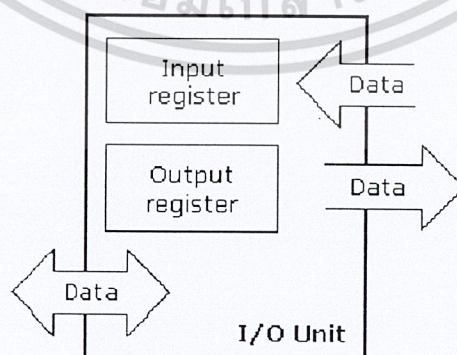 Input
register
Data
Output
register
Data
Data
I/O Unit